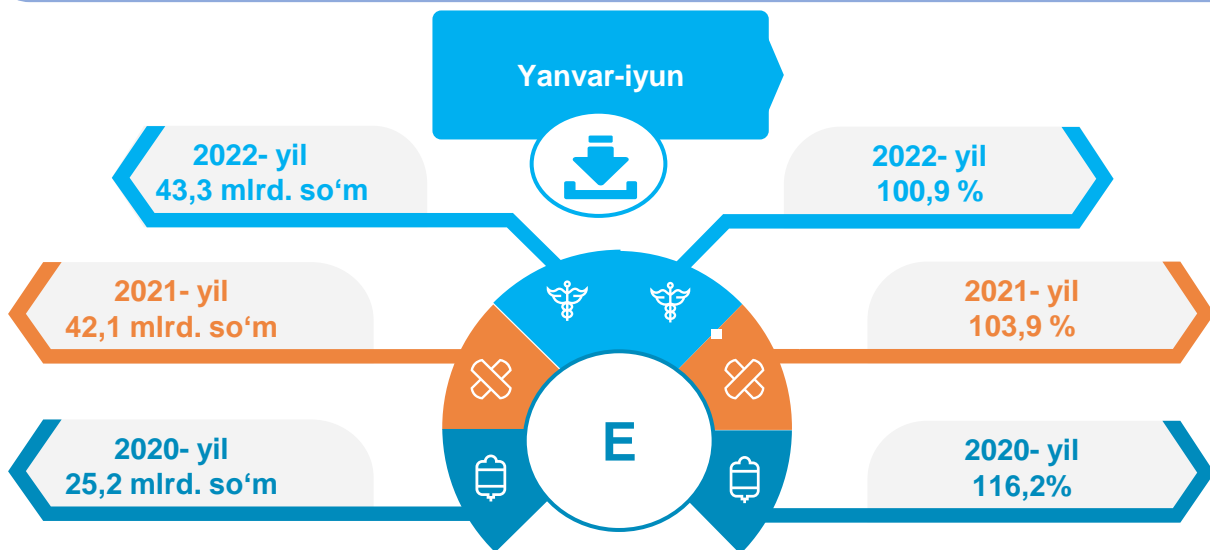 Yanvar-iyun
2022- yil
43,3 mlrd. so‘m
2022- yil
100,9 %
2021- yil
42,1 mlrd. so‘m
2021- yil
103,9 %
E
2020- yil
25,2 mlrd. so‘m
2020- yil
116,2%